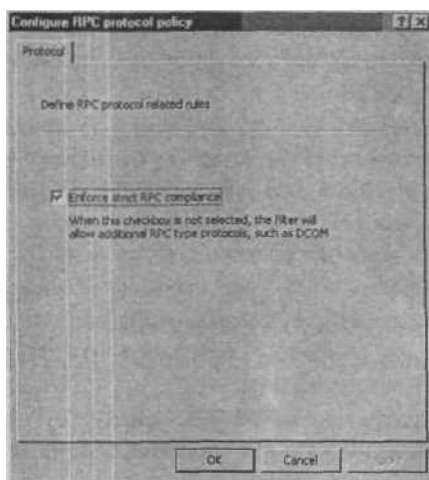 Configure RPC protocol policy
Protocol
Define RPC protocol related rules
Enforce strict RPC compliance
When this checkbox is not selected, the filter will
allow additional RPC type protocols, such as DCOM
OK
Cancel